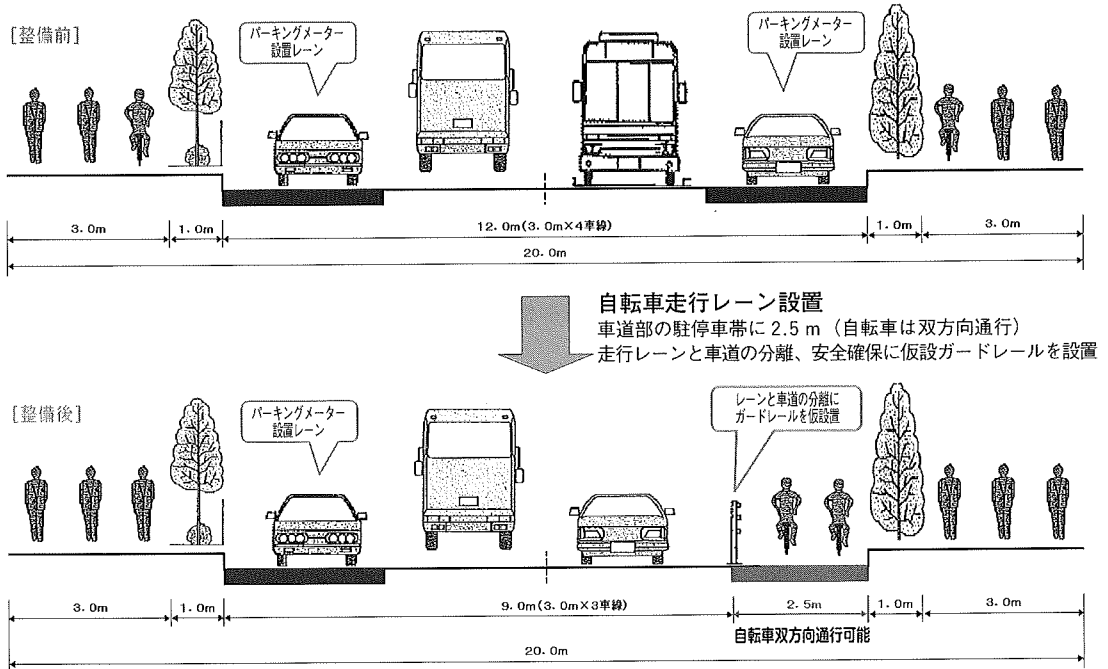 [整備前]
パーキングメーター
設置レーン
パーキングメーター
設置レーン
3.0m
1.0m
12.0m(3.0m×4車線)
1.0m
3.0m
20.0m
自転車走行レーン設置
車道部の駐停車帯に2.5m（自転車は双方向通行）
走行レーンと車道の分離、安全確保に仮設ガードレールを設置
[整備後]
パーキングメーター
設置レーン
レーンと車道の分離に
ガードレールを仮設置
3.0m
1.0m
9.0m(3.0m×3車線)
2.5m
1.0m
3.0m
自転車双方向通行可能
20.0m